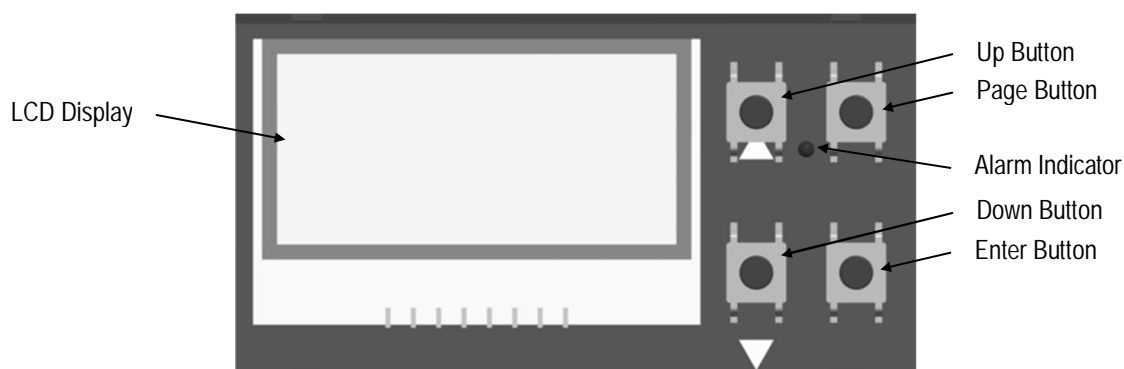 Up Button
Page Button
LCD Display
Alarm Indicator
Down Button
Enter Button